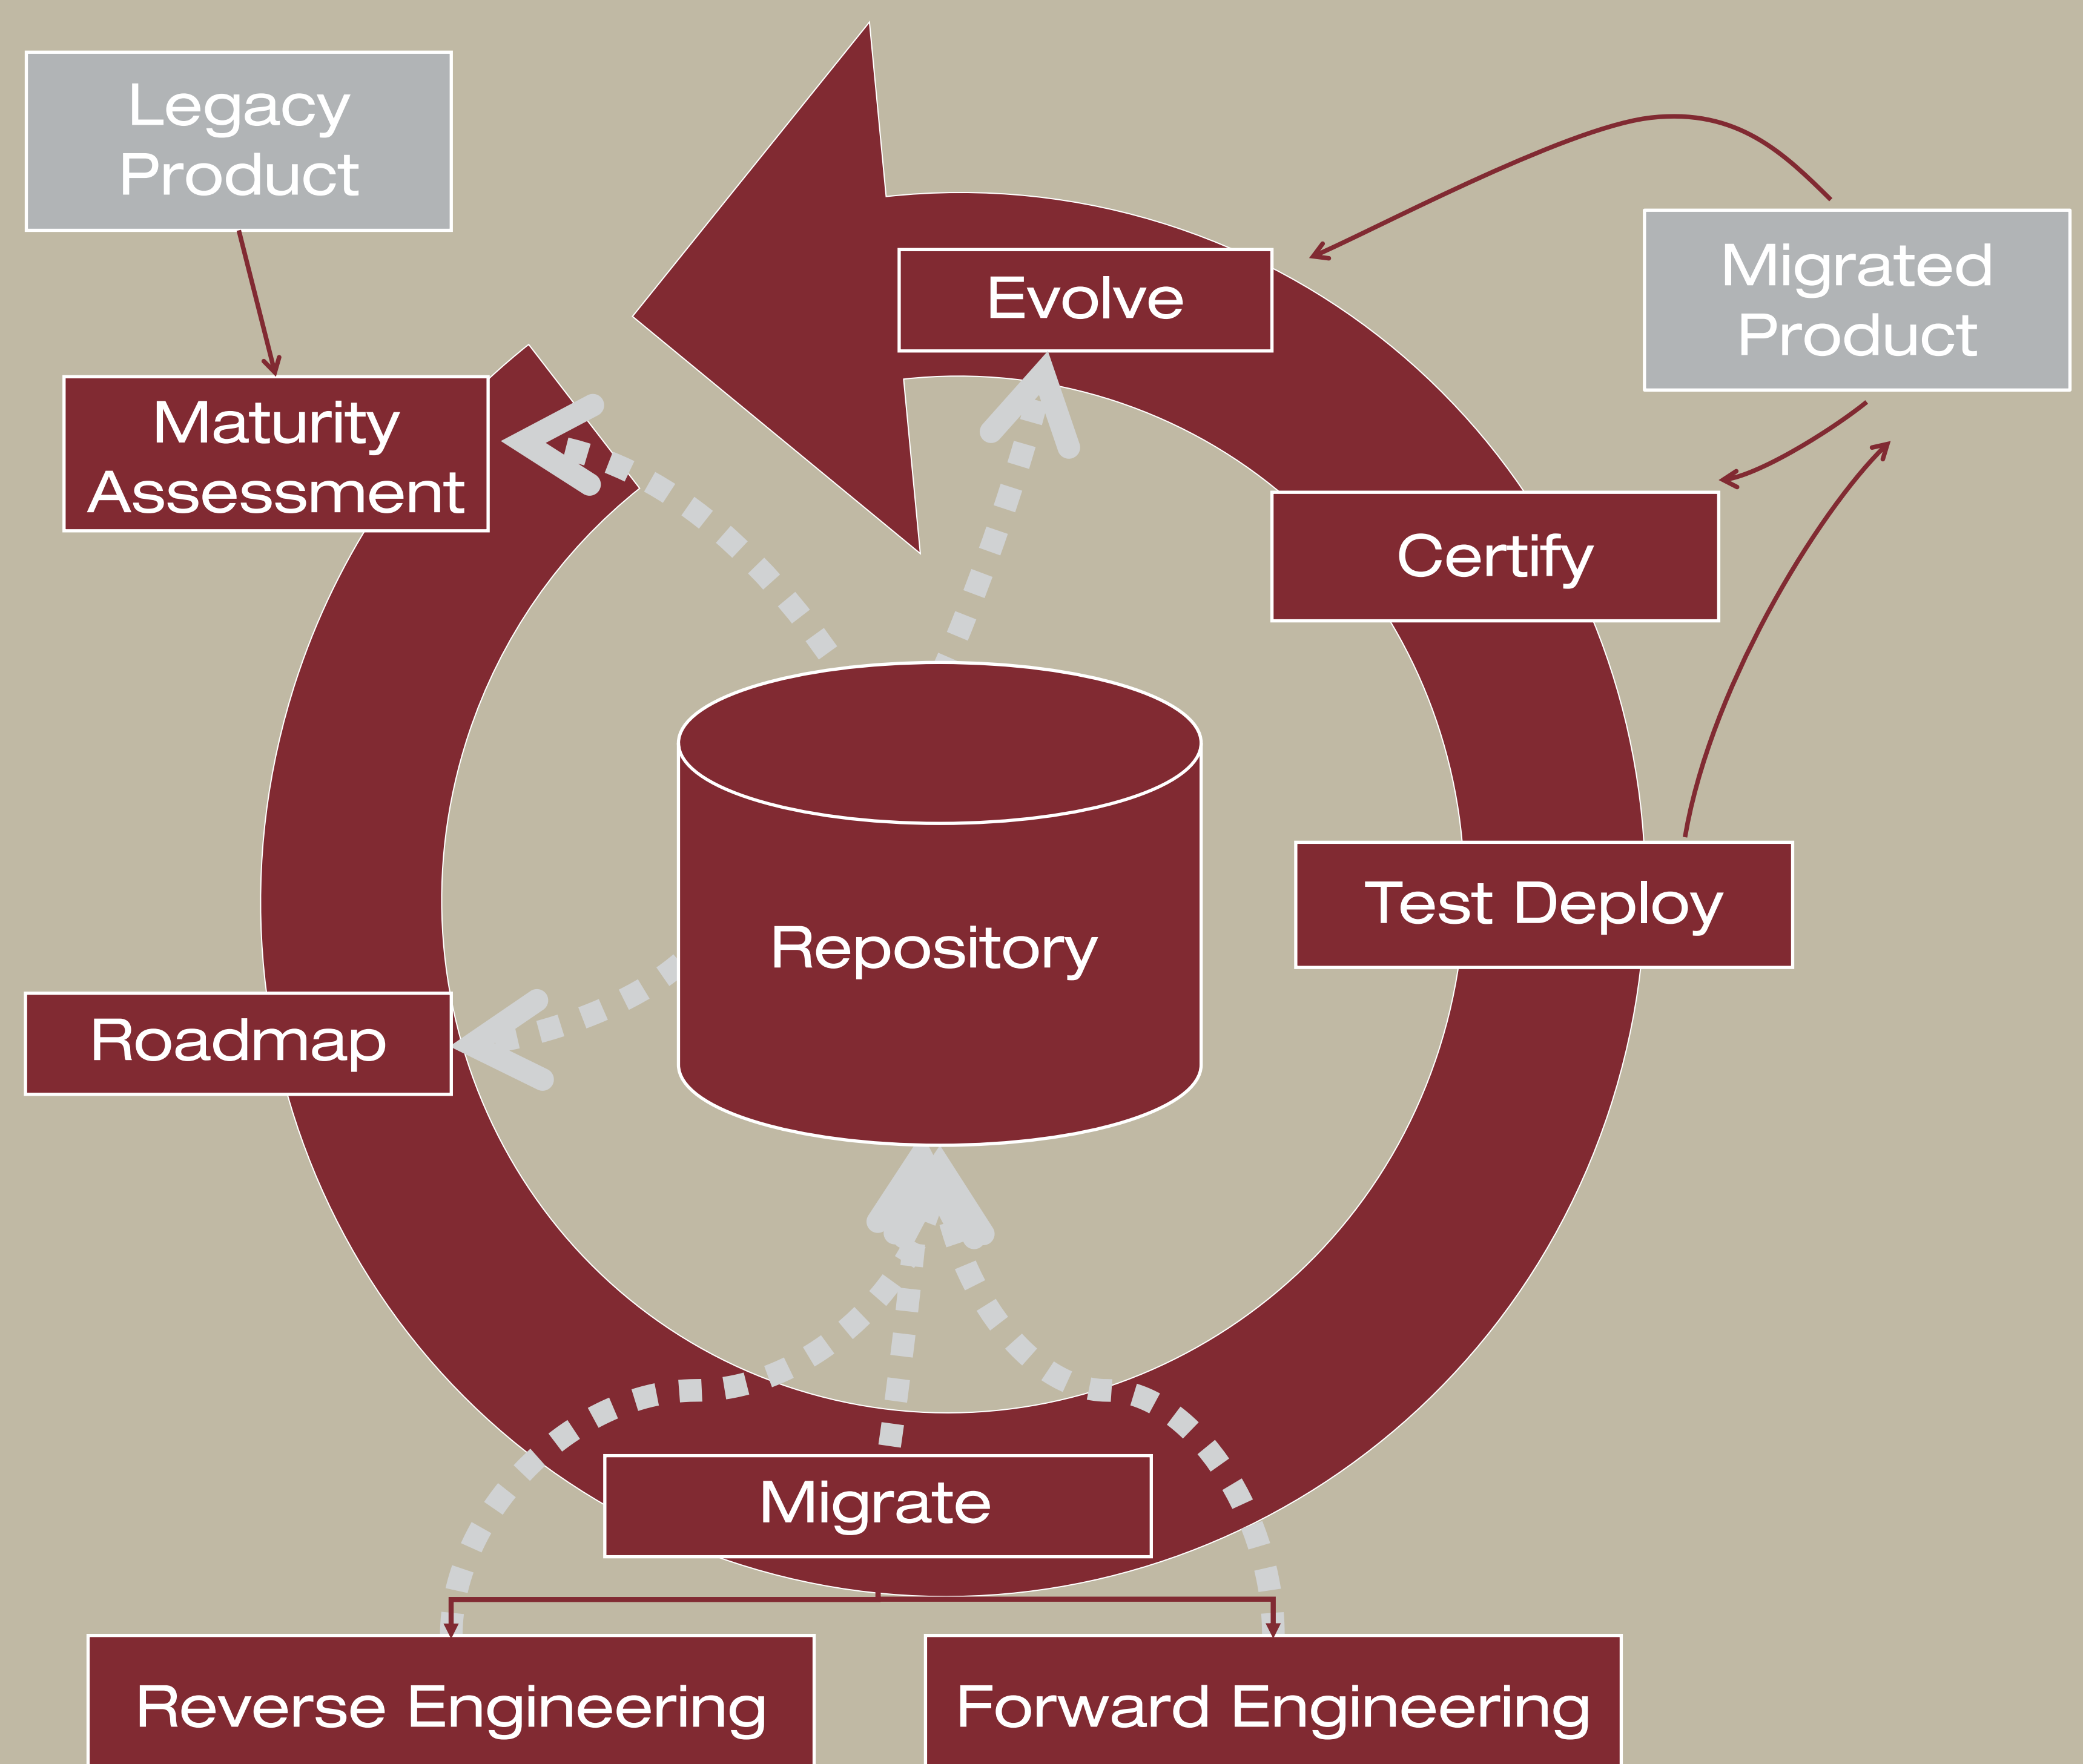 Legacy
Product
Evolve
Migrated
Product
Maturity
Assessment
Certify
Test Deploy
Repository
Roadmap
Migrate
Reverse Engineering
Forward Engineering